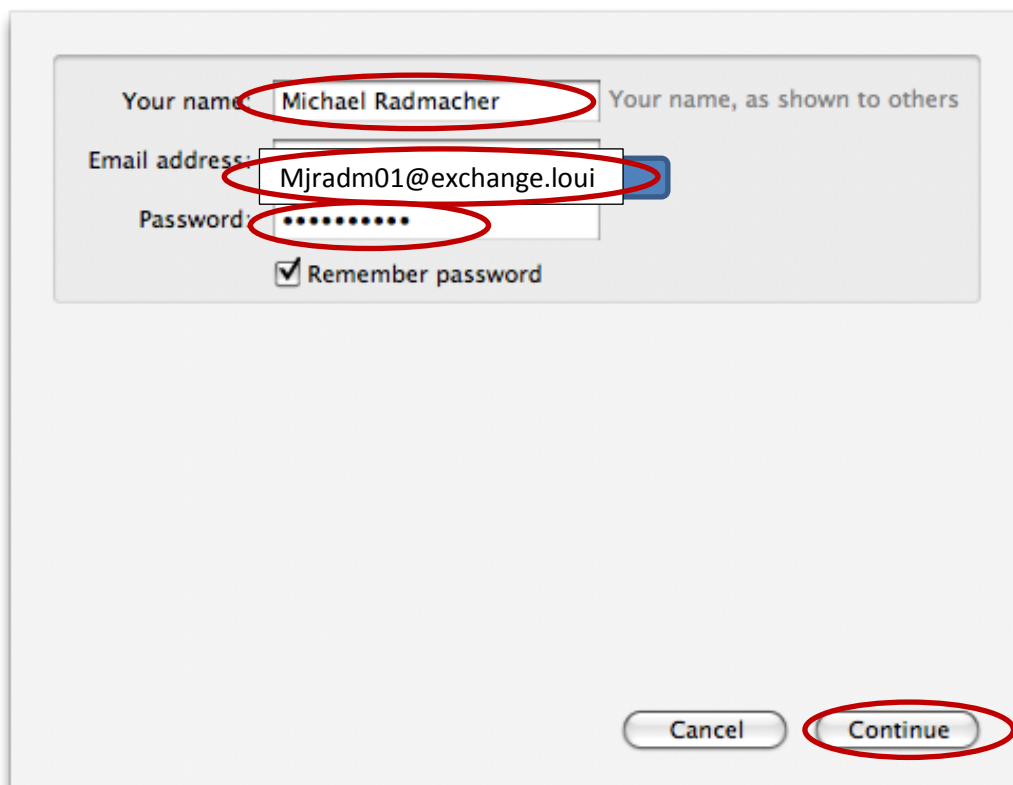 Your name: Michael Radmacher Your name, as shown to others
Email address: Mjradm01@exchange.loui
Password: ••••••••••
Remember password
Cancel Continue